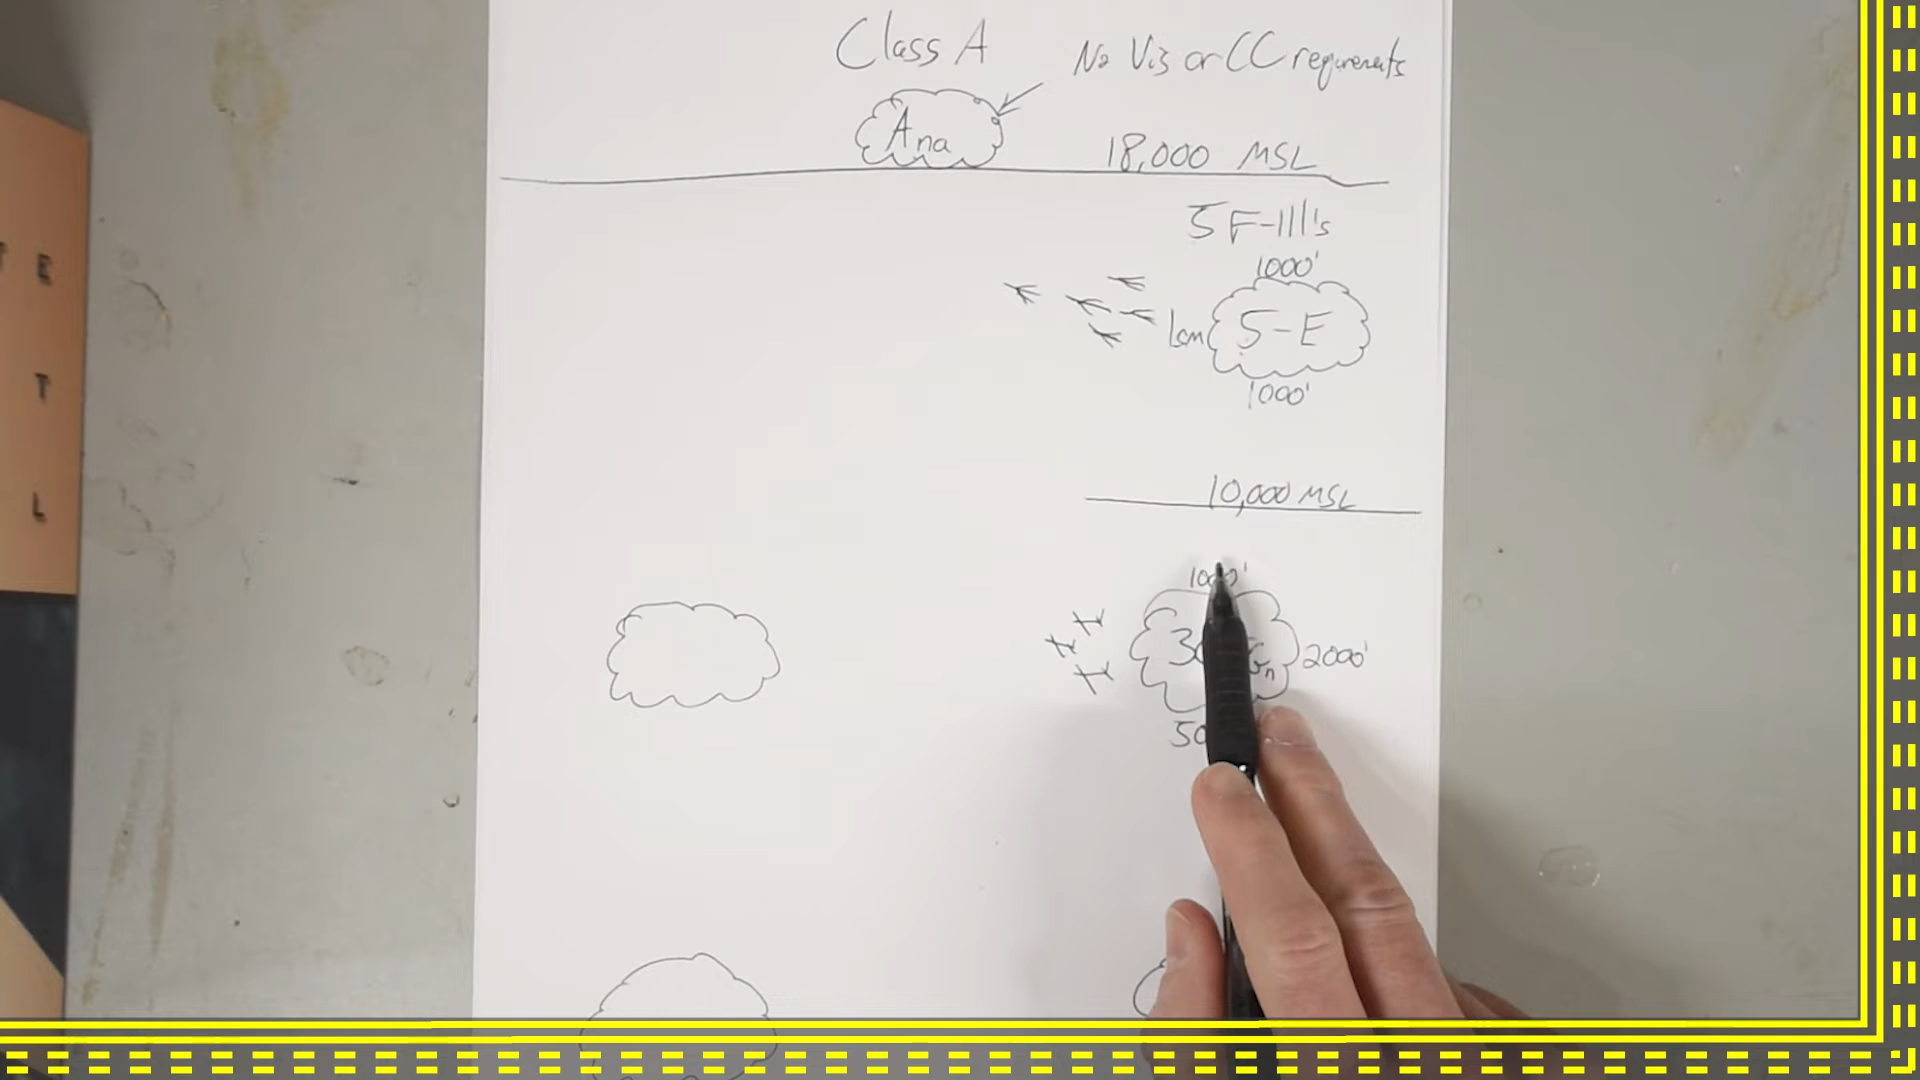 Class A
No Vis or CC requirements
Ana
18,000 MSL
5 F-111's
1000'
1sm
5-E
1000'
10,000 MSL
1000'
2000'
E
T
L